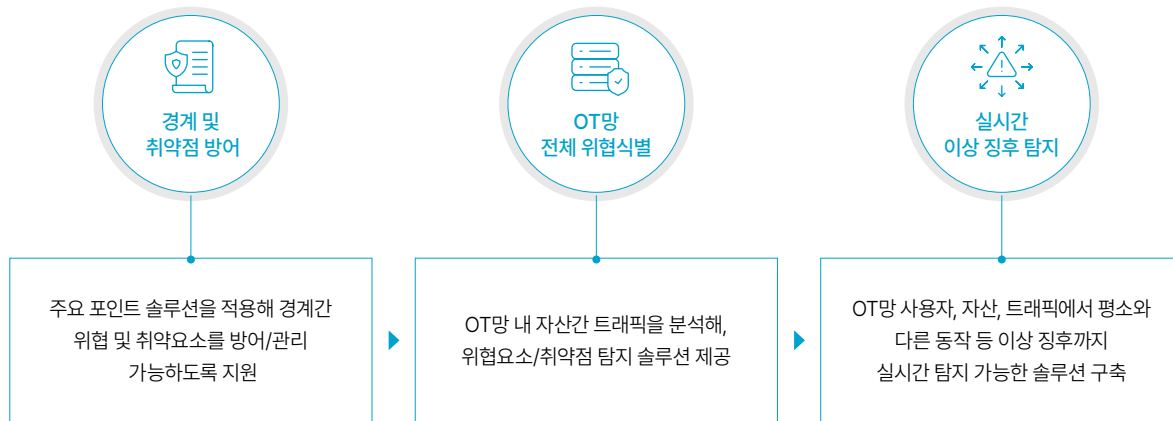 경계 및
취약점 방어
주요 포인트 솔루션을 적용해 경계간
위협 및 취약요소를 방어/관리
가능하도록 지원
OT망
전체 위협식별
OT망 내 자산간 트래픽을 분석해,
위협요소/취약점 탐지 솔루션 제공
실시간
이상 징후 탐지
OT망 사용자, 자산, 트래픽에서 평소와
다른 동작 등 이상 징후까지
실시간 탐지 가능한 솔루션 구축